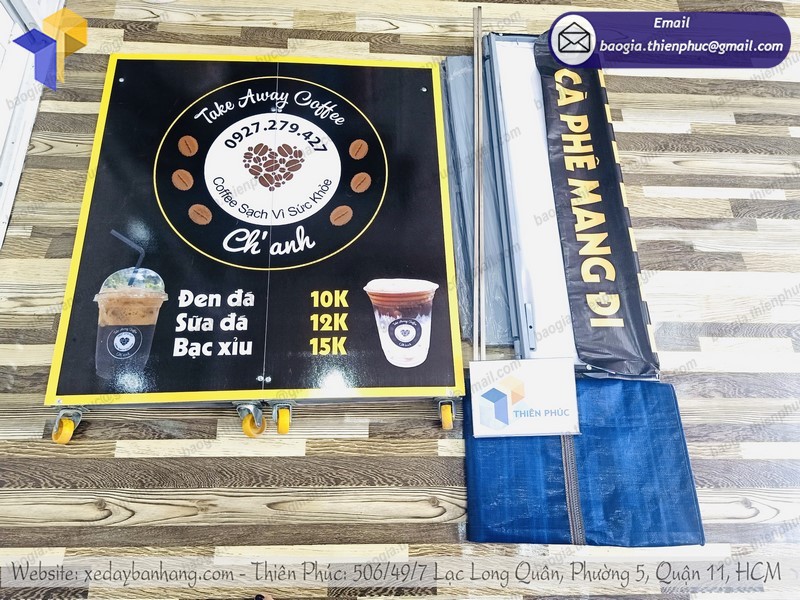 Email
baogia.thienphuc@gmail.com
Take Away Coffee
0927.279.427
Coffee Sạch Vì Sức Khỏe
Ch'anh
Đen đá 10K
Sữa đá 12K
Bạc xỉu 15K
CÀ PHÊ MANG ĐI
THIÊN PHÚC
Website: xedaybanhang.com - Thiên Phúc: 506/49/7 Lạc Long Quân, Phường 5, Quận 11, HCM